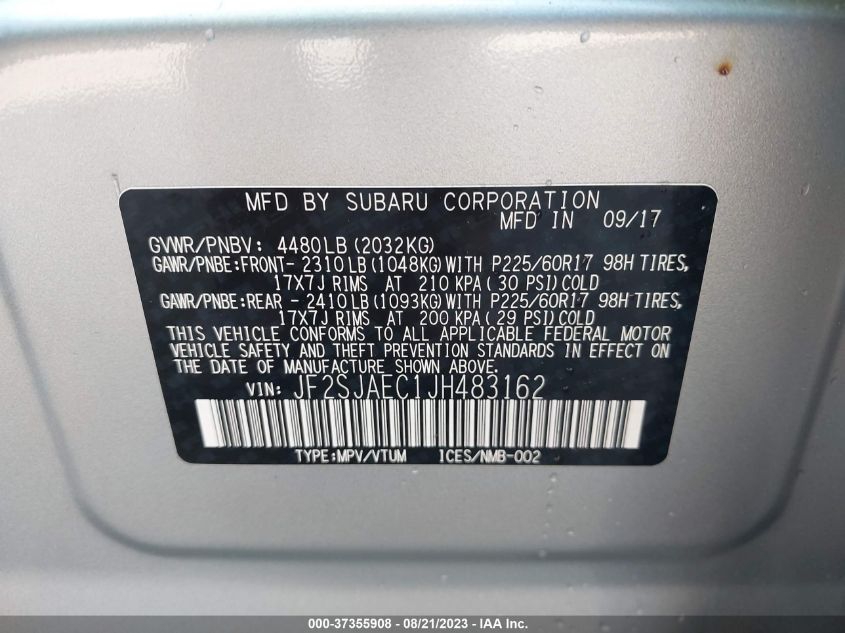 MFD BY SUBARU CORPORATION
MFD IN 09/17
GVWR/PNBV: 4480LB (2032KG)
GAWR/PNBE:FRONT- 2310LB (1048KG) WITH P225/60R17 98H TIRES,
17X7J RIMS AT 210 KPA ( 30 PSI) COLD
GAWR/PNBE:REAR - 2410LB (1093KG) WITH P225/60R17 98H TIRES,
17X7J RIMS AT 200 KPA ( 29 PSI) COLD
THIS VEHICLE CONFORMS TO ALL APPLICABLE FEDERAL MOTOR
VEHICLE SAFETY AND THEFT PREVENTION STANDARDS IN EFFECT ON
THE DATE OF MANUFACTURE SHOWN ABOVE.
VIN: JF2SJAEC1JH483162
TYPE:MPV/VTUM ICES/NMB-002
000-37355908 - 08/21/2023 - IAA Inc.